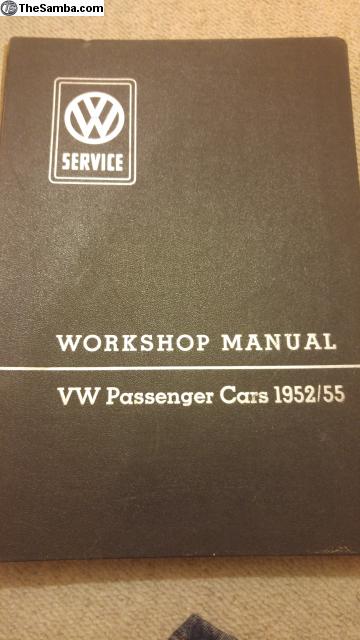 TheSamba.com
VW
SERVICE
WORKSHOP MANUAL
VW Passenger Cars 1952/55